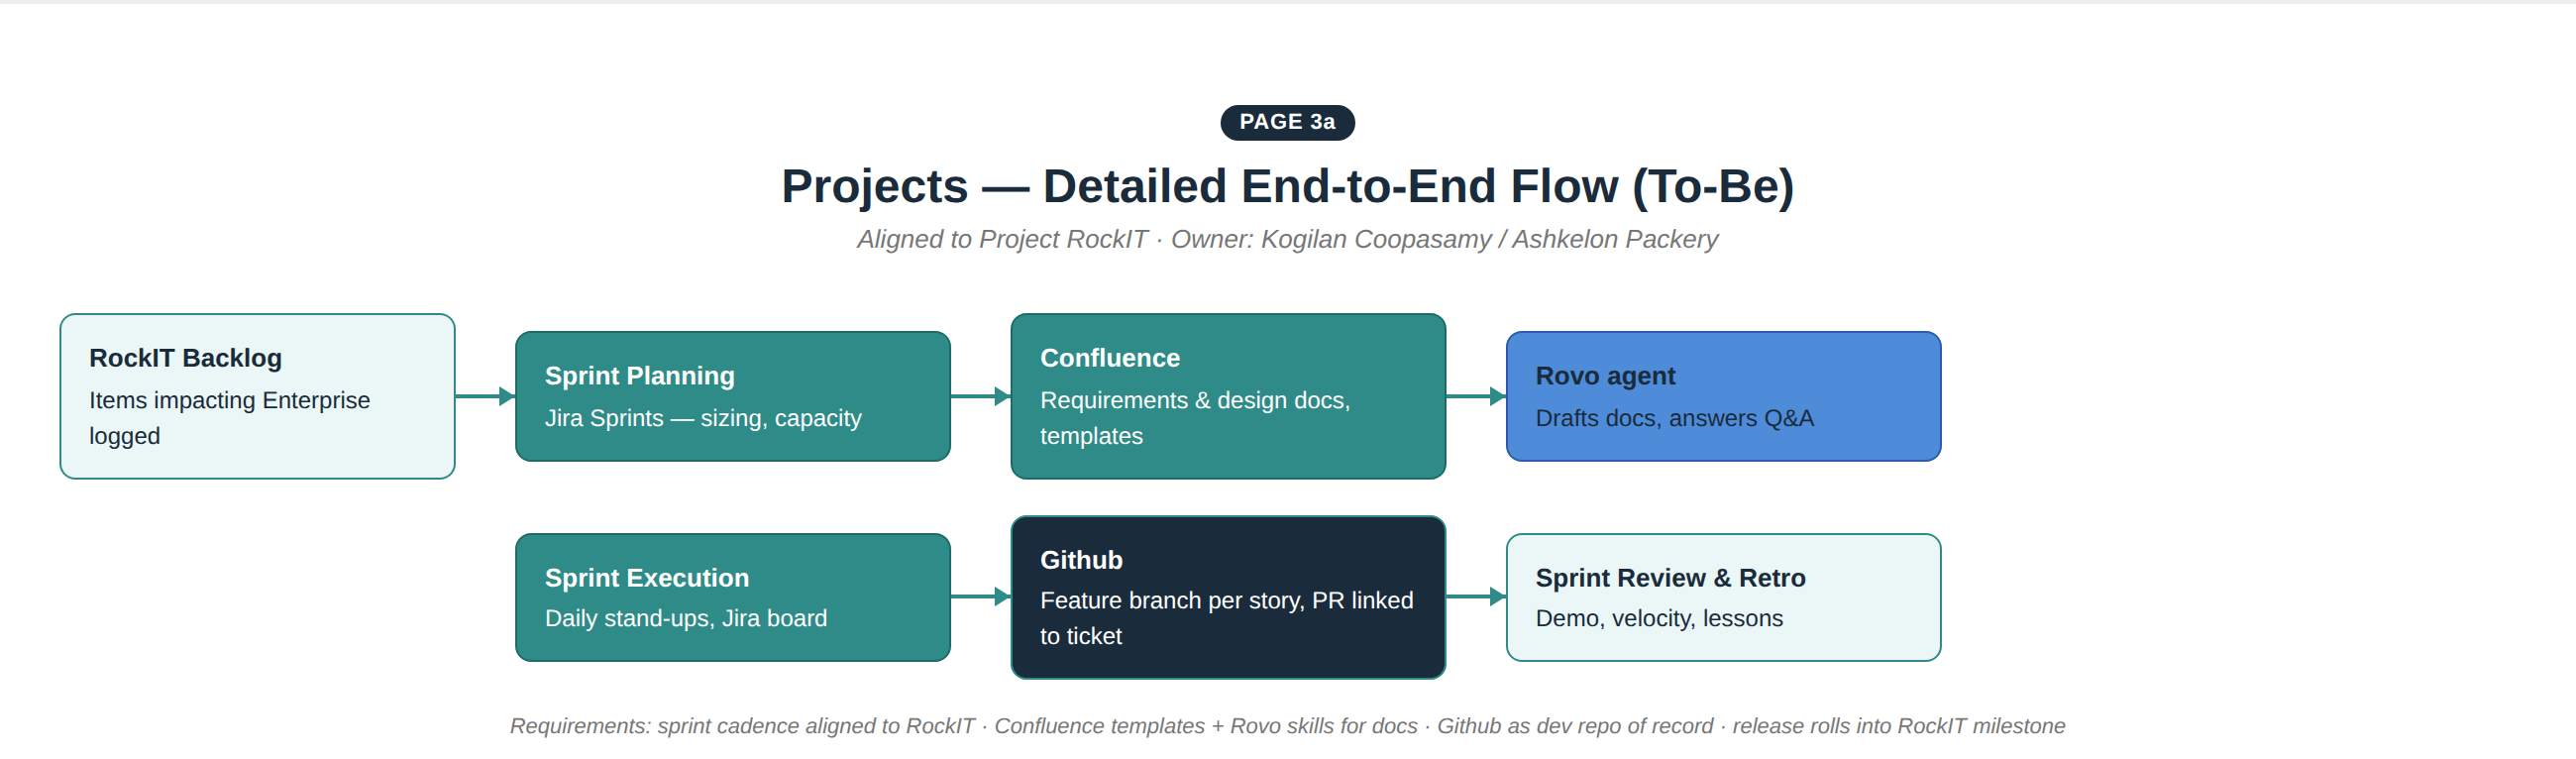 PAGE 3a
Projects — Detailed End-to-End Flow (To-Be)
Aligned to Project RockIT · Owner: Kogilan Coopasamy / Ashkelon Packery
RockIT Backlog
Items impacting Enterprise
logged
Sprint Planning
Jira Sprints — sizing, capacity
Confluence
Requirements & design docs,
templates
Rovo agent
Drafts docs, answers Q&A
Sprint Execution
Daily stand-ups, Jira board
Github
Feature branch per story, PR linked
to ticket
Sprint Review & Retro
Demo, velocity, lessons
Requirements: sprint cadence aligned to RockIT · Confluence templates + Rovo skills for docs · Github as dev repo of record · release rolls into RockIT milestone